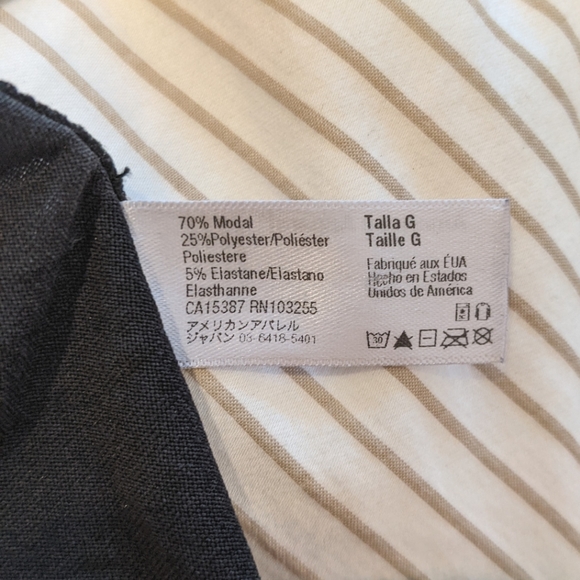 70% Modal
25%Polyester/Poliéster
Poliestere
5% Elastane/Elastano
Elasthanne
CA15387 RN103255
アメリカンアパレル
ジャパン 03-6418-5401
Talla G
Taille G
Fabriqué aux ÉUA
Hecho en Estados
Unidos de América
30